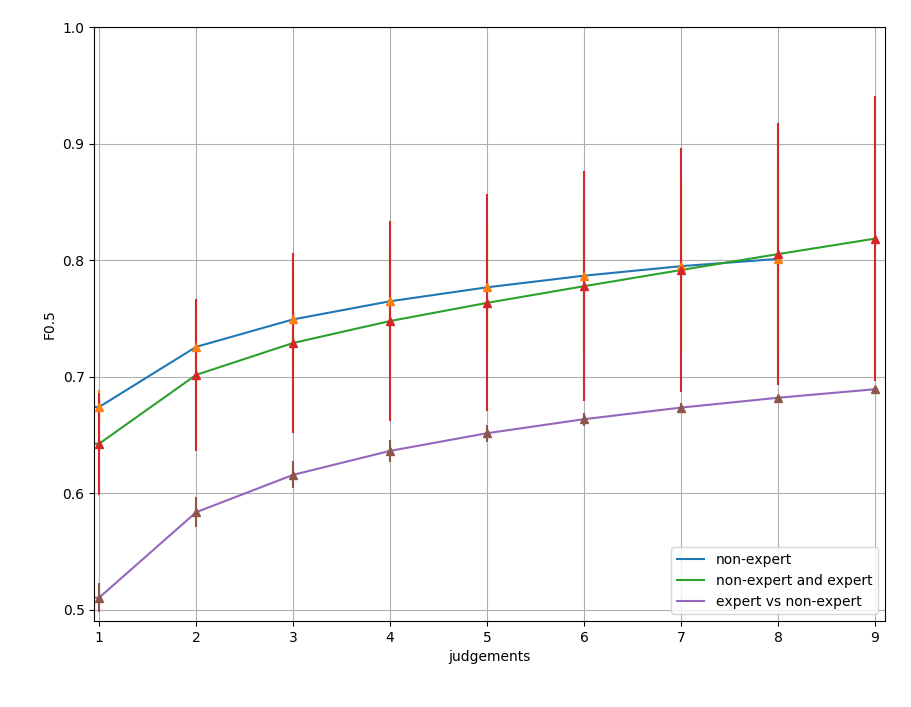 1.0
0.9
0.8
0.7
0.6
0.5
F0.5
1 2 3 4 5 6 7 8 9
judgements
non-expert
non-expert and expert
expert vs non-expert